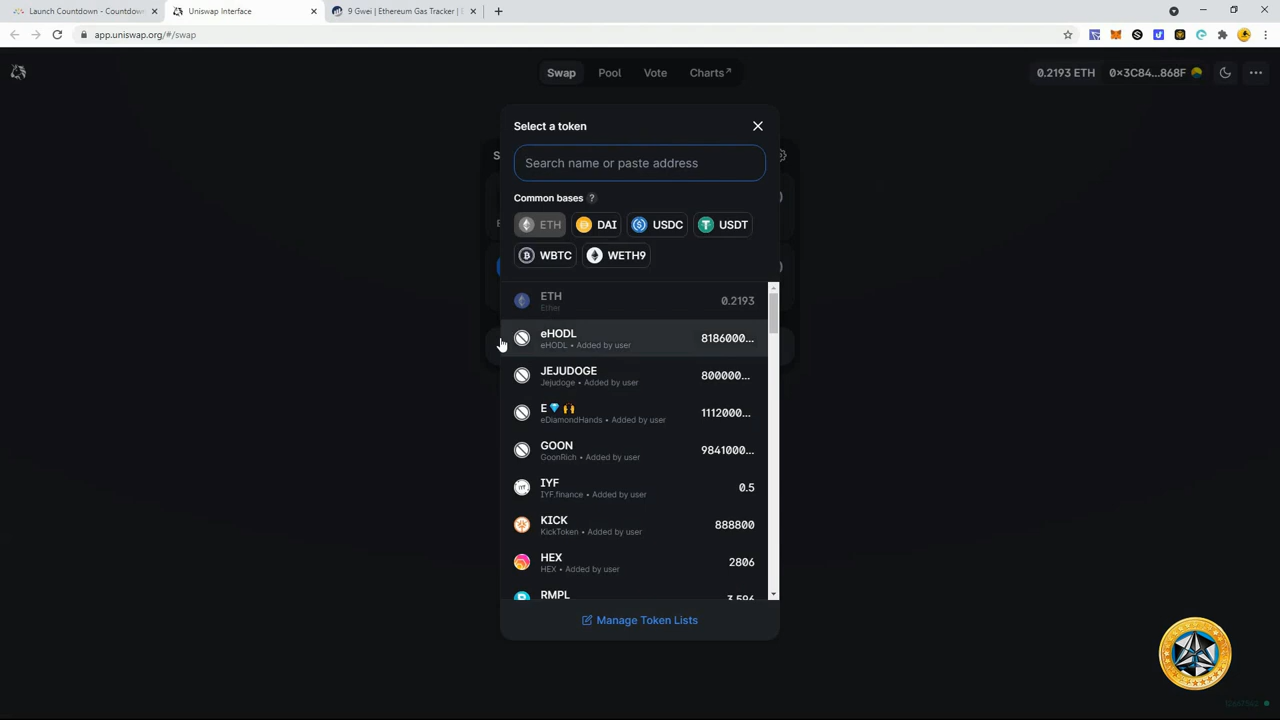 Launch Countdown - Countdow
Uniswap Interface
9 Gwei | Ethereum Gas Tracker | E
app.uniswap.org/#/swap
Swap
Pool
Vote
Charts↗
0.2193 ETH
0×3C84...868F
Select a token
Search name or paste address
Common bases ?
ETH
DAI
USDC
USDT
WBTC
WETH9
ETH
Ether
0.2193
eHODL
eHODL • Added by user
8186000...
JEJUDOGE
Jejudoge • Added by user
800000...
E💎🙌
eDiamondHands • Added by user
1112000...
GOON
GoonRich • Added by user
9841000...
IYF
IYF.finance • Added by user
0.5
KICK
KickToken • Added by user
888800
HEX
HEX • Added by user
2806
RMPL
3.596
Manage Token Lists